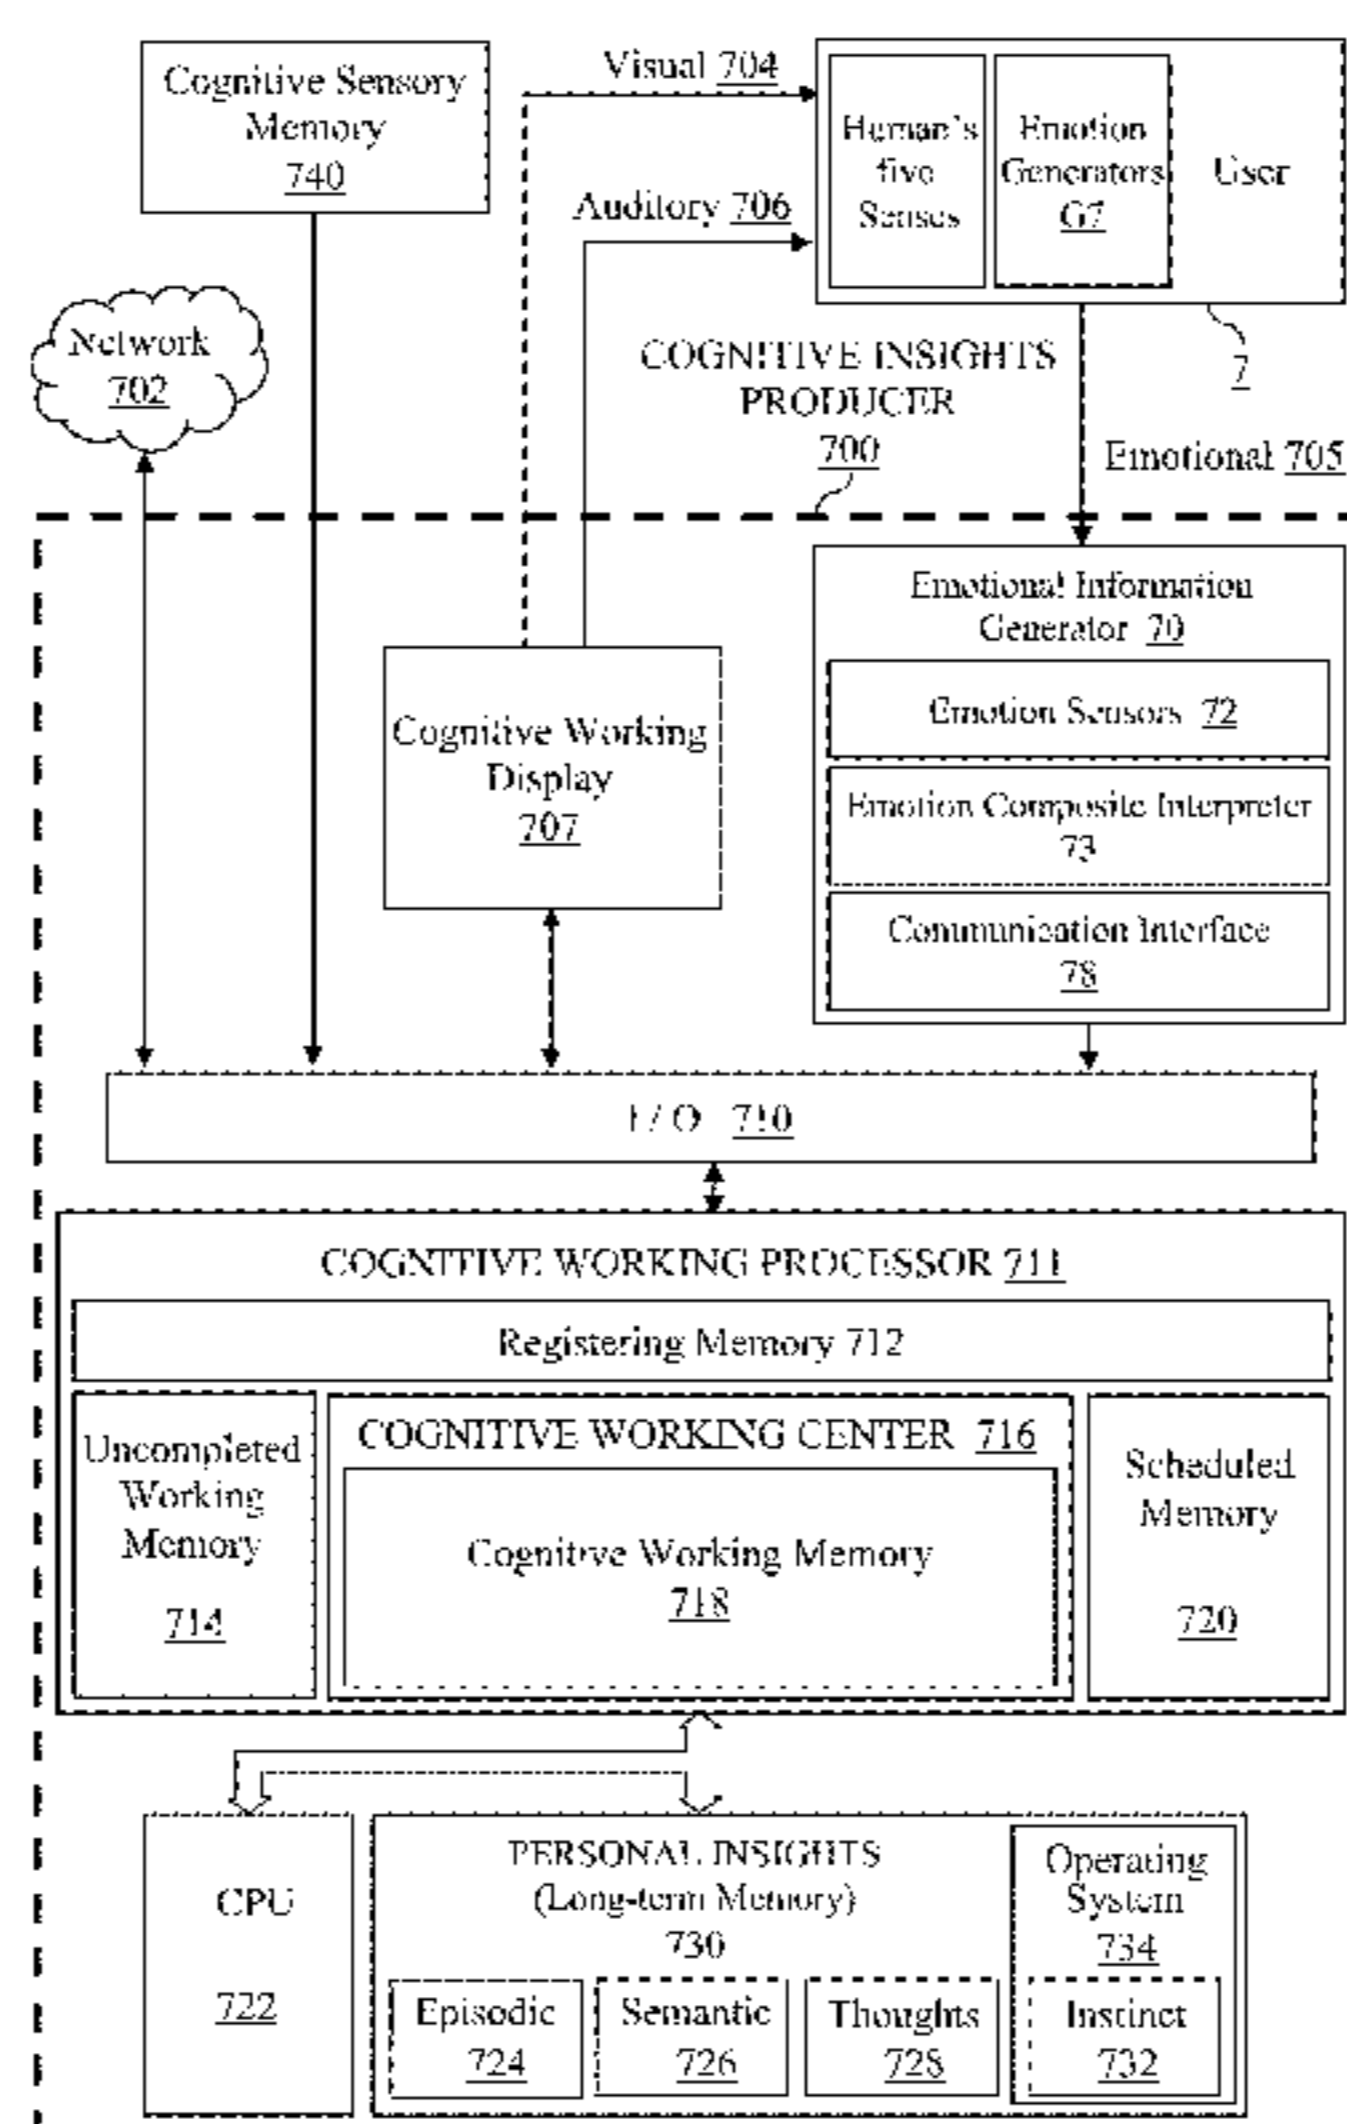 Cognitive Sensory
Memory
740
Visual 704
Auditory 706
Human's
five
Senses
Emotion
Generators
G7
User
7
Network
702
COGNITIVE INSIGHTS
PRODUCER
700
Emotional 705
Emotional Information
Generator 70
Emotion Sensors 72
Emotion Composite Interpreter
73
Communication Interface
78
Cognitive Working
Display
707
I / O 710
COGNITIVE WORKING PROCESSOR 711
Registering Memory 712
Uncompleted
Working
Memory
714
COGNITIVE WORKING CENTER 716
Cognitive Working Memory
718
Scheduled
Memory
720
CPU
722
PERSONAL INSIGHTS
(Long-term Memory)
730
Episodic
724
Semantic
726
Thoughts
728
Operating
System
734
Instinct
732